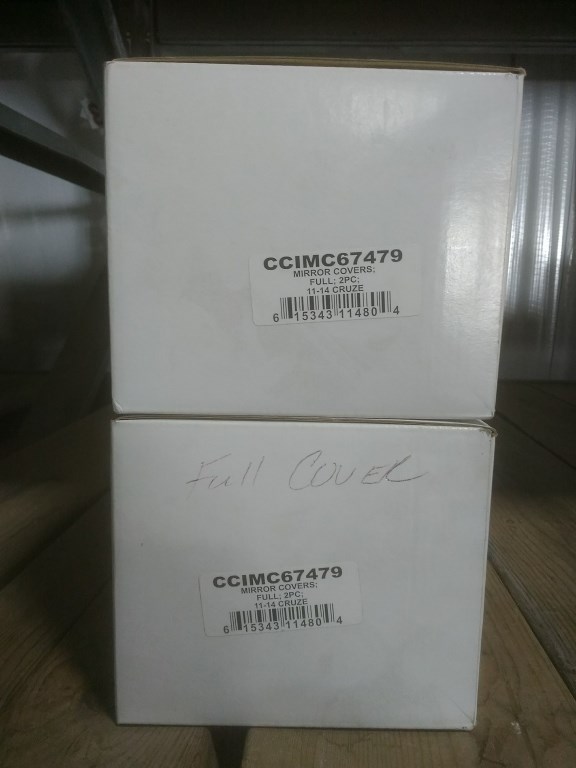 CCIMC67479
MIRROR COVERS;
FULL; 2PC;
11-14 CRUZE
6 15343 11480 4
Full COVER
CCIMC67479
MIRROR COVERS;
FULL; 2PC;
11-14 CRUZE
6 15343 11480 4